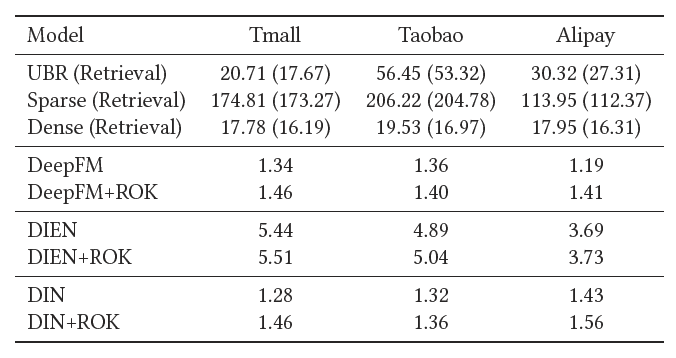 Model Tmall Taobao Alipay
UBR (Retrieval) 20.71 (17.67) 56.45 (53.32) 30.32 (27.31)
Sparse (Retrieval) 174.81 (173.27) 206.22 (204.78) 113.95 (112.37)
Dense (Retrieval) 17.78 (16.19) 19.53 (16.97) 17.95 (16.31)
DeepFM 1.34 1.36 1.19
DeepFM+ROK 1.46 1.40 1.41
DIEN 5.44 4.89 3.69
DIEN+ROK 5.51 5.04 3.73
DIN 1.28 1.32 1.43
DIN+ROK 1.46 1.36 1.56